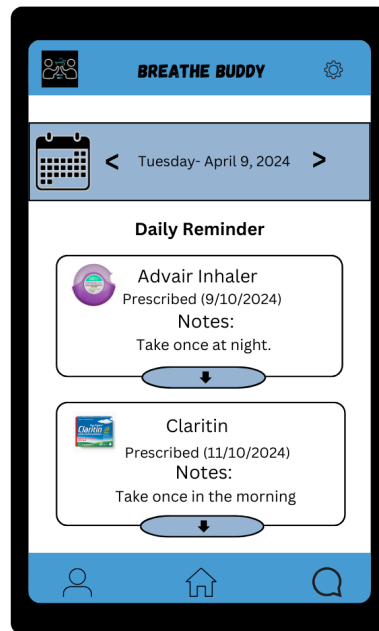 BREATHE BUDDY
< Tuesday- April 9, 2024 >
Daily Reminder
Advair Inhaler
Prescribed (9/10/2024)
Notes:
Take once at night.
Claritin
Claritin
Prescribed (11/10/2024)
Notes:
Take once in the morning